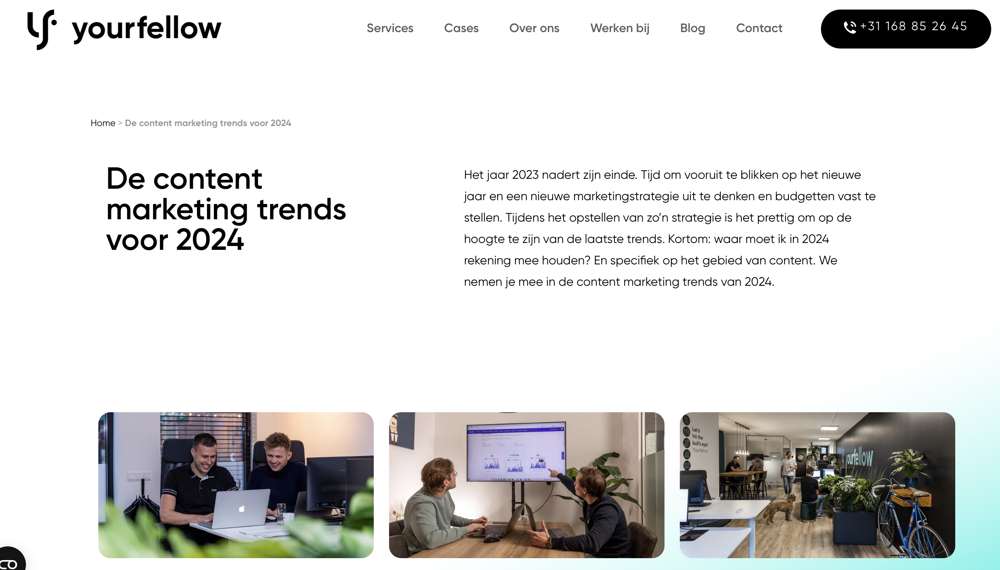 yourfellow
Services
Cases
Over ons
Werken bij
Blog
Contact
+31 168 85 26 45
Home > De content marketing trends voor 2024
De content
marketing trends
voor 2024
Het jaar 2023 nadert zijn einde. Tijd om vooruit te blikken op het nieuwe
jaar en een nieuwe marketingstrategie uit te denken en budgetten vast te
stellen. Tijdens het opstellen van zo’n strategie is het prettig om op de
hoogte te zijn van de laatste trends. Kortom: waar moet ik in 2024
rekening mee houden? En specifiek op het gebied van content. We
nemen je mee in de content marketing trends van 2024.
BOSS
21
Let's
hit the
bull's eye!
Yourfellow
yourfellow